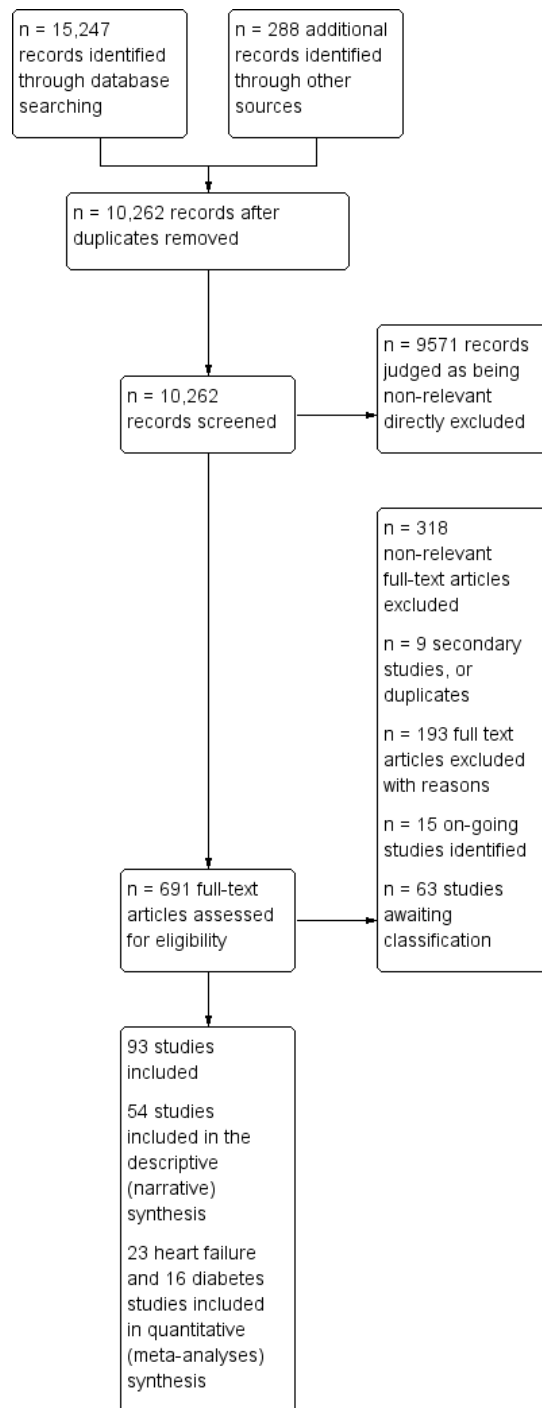 n = 15,247
records identified
through database
searching
n = 288 additional
records identified
through other
sources
n = 10,262 records after
duplicates removed
n = 10,262
records screened
n = 9571 records
judged as being
non-relevant
directly excluded
n = 691 full-text
articles assessed
for eligibility
n = 318
non-relevant
full-text articles
excluded
n = 9 secondary
studies, or
duplicates
n = 193 full text
articles excluded
with reasons
n = 15 on-going
studies identified
n = 63 studies
awaiting
classification
93 studies
included
54 studies
included in the
descriptive
(narrative)
synthesis
23 heart failure
and 16 diabetes
studies included
in quantitative
(meta-analyses)
synthesis